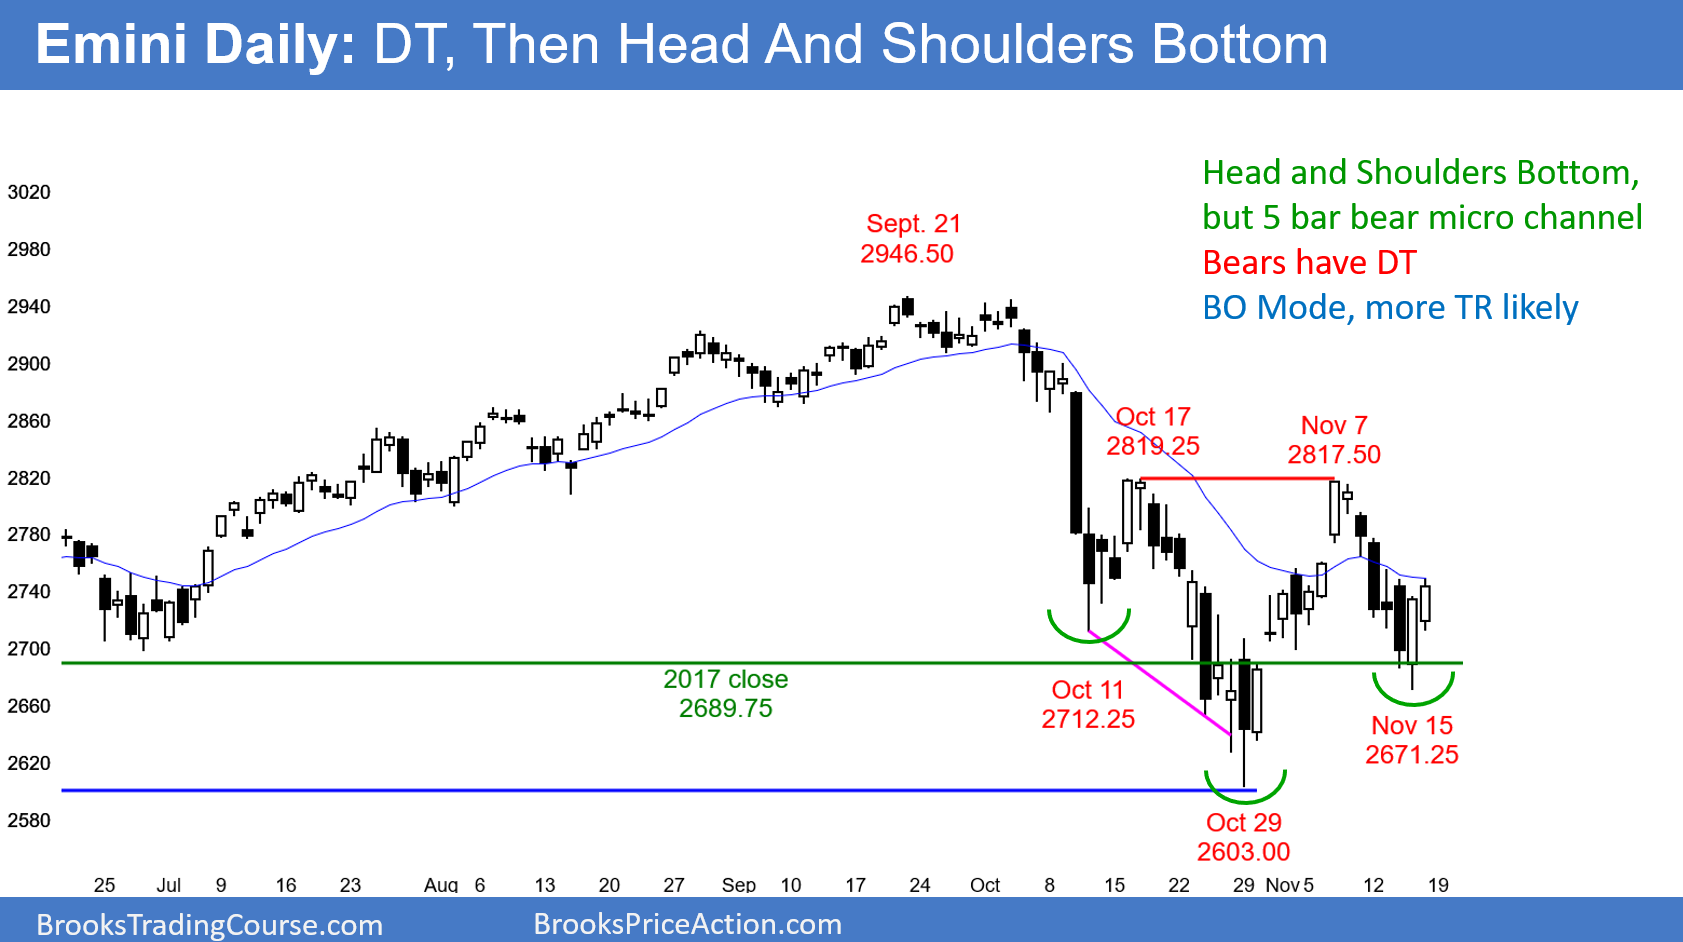 Emini Daily: DT, Then Head And Shoulders Bottom
Head and Shoulders Bottom,
but 5 bar bear micro channel
Bears have DT
BO Mode, more TR likely
3020
2980
2940
2900
2860
2820
2780
2740
2700
2660
2620
2580
Sept. 21
2946.50
Oct 17
2819.25
Nov 7
2817.50
2017 close
2689.75
Oct 11
2712.25
Nov 15
2671.25
Oct 29
2603.00
25 Jul 9 16 23 Aug 6 13 20 27 Sep 10 17 24 Oct 8 15 22 29 Nov 5 12 19
BrooksTradingCourse.com
BrooksPriceAction.com